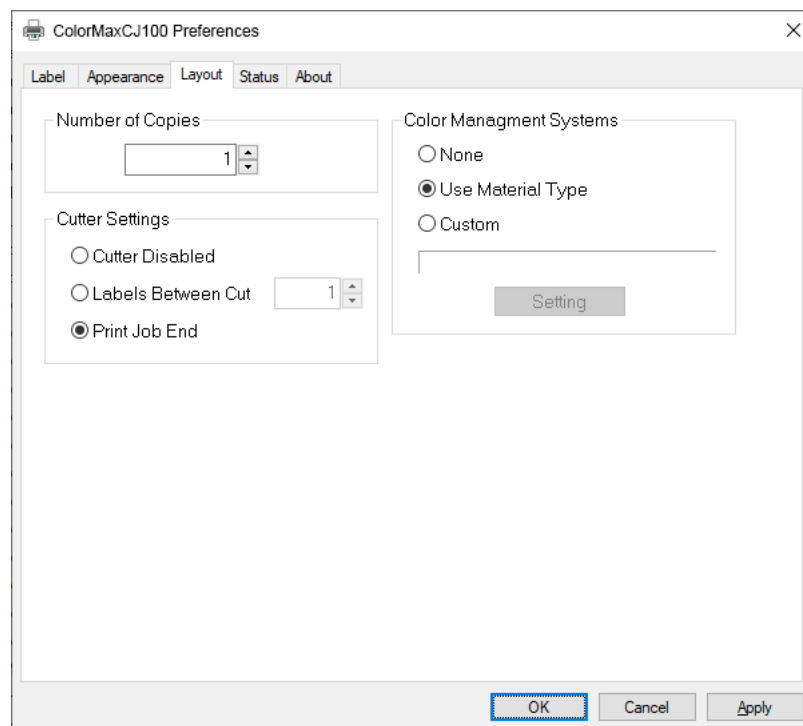 ColorMaxCJ100 Preferences
Label Appearance Layout Status About
Number of Copies
1
Cutter Settings
Cutter Disabled
Labels Between Cut 1
Print Job End
Color Managment Systems
None
Use Material Type
Custom
Setting
OK Cancel Apply